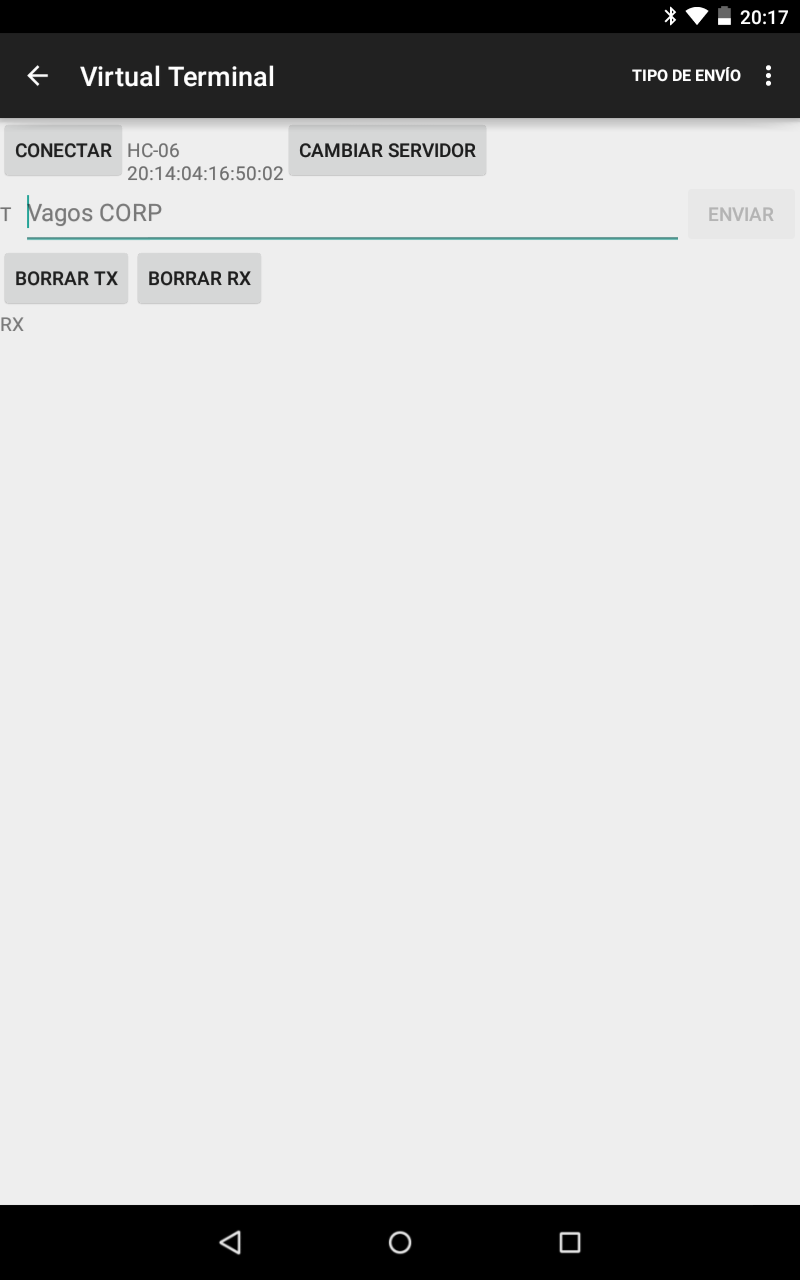 20:17
Virtual Terminal
TIPO DE ENVÍO
CONECTAR
HC-06
20:14:04:16:50:02
CAMBIAR SERVIDOR
T
Vagos CORP
ENVIAR
BORRAR TX
BORRAR RX
RX